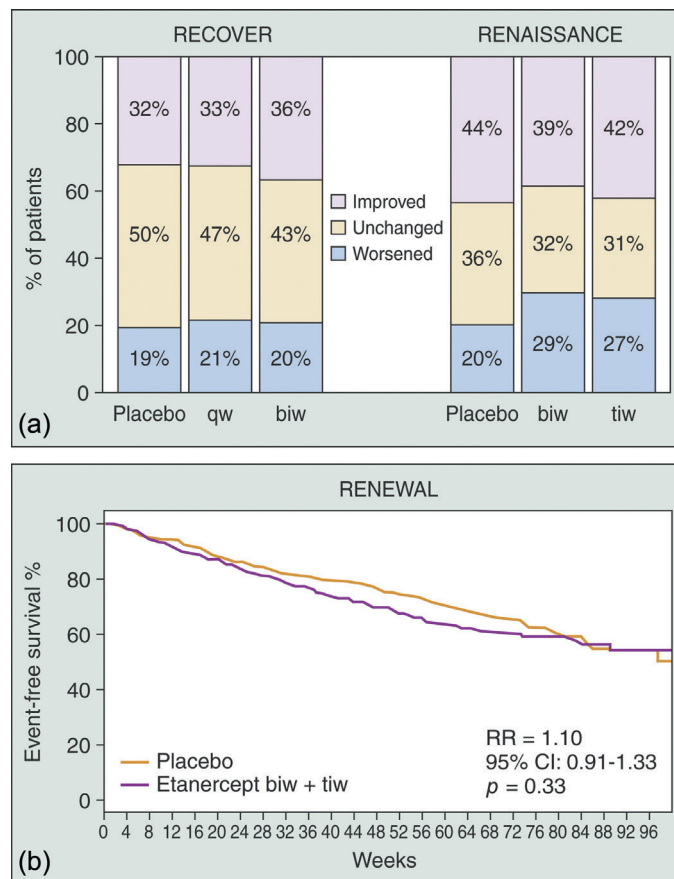 RECOVER RENAISSANCE
100
80
60
40
20
0
% of patients
32% 33% 36%
50% 47% 43%
19% 21% 20%
Improved
Unchanged
Worsened
44% 39% 42%
36% 32% 31%
20% 29% 27%
Placebo qw biw Placebo biw tiw
(a)
RENEWAL
100
80
60
40
20
0
Event-free survival %
Placebo
Etanercept biw + tiw
RR = 1.10
95% CI: 0.91-1.33
p = 0.33
0 4 8 12 16 20 24 28 32 36 40 44 48 52 56 60 64 68 72 76 80 84 88 92 96
Weeks
(b)